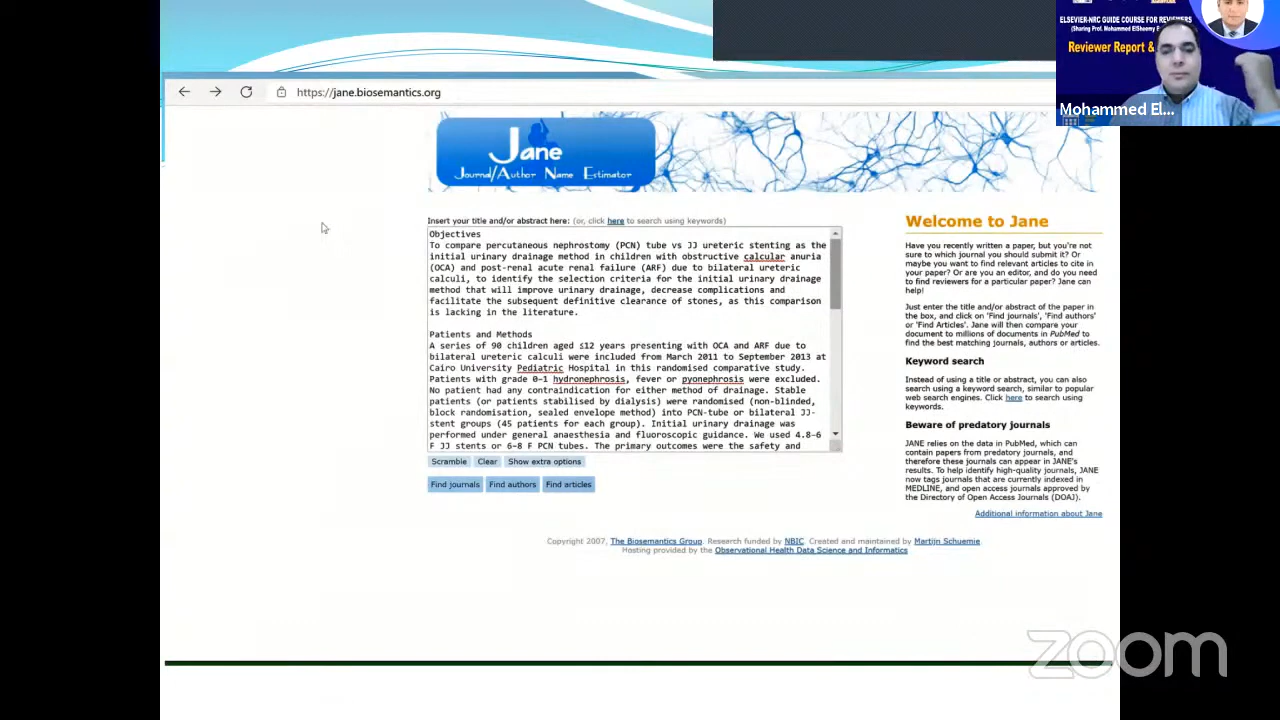 ELSEVIER-NRC GUIDE COURSE FOR REVIEWERS
(Sharing Prof. Mohammed ElShaemy E
Reviewer Report &
Mohammed El...
https://jane.biosemantics.org
Jane
Journal/Author Name Estimator
Insert your title and/or abstract here: (or, click here to search using keywords)
Objectives
To compare percutaneous nephrostomy (PCN) tube vs JJ ureteric stenting as the
initial urinary drainage method in children with obstructive calcular anuria
(OCA) and post-renal acute renal failure (ARF) due to bilateral ureteric
calculi, to identify the selection criteria for the initial urinary drainage
method that will improve urinary drainage, decrease complications and
facilitate the subsequent definitive clearance of stones, as this comparison
is lacking in the literature.
Patients and Methods
A series of 90 children aged ≤12 years presenting with OCA and ARF due to
bilateral ureteric calculi were included from March 2011 to September 2013 at
Cairo University Pediatric Hospital in this randomised comparative study.
Patients with grade 0–1 hydronephrosis, fever or pyonephrosis were excluded.
No patient had any contraindication for either method of drainage. Stable
patients (or patients stabilised by dialysis) were randomised (non-blinded,
block randomisation, sealed envelope method) into PCN-tube or bilateral JJ-
stent groups (45 patients for each group). Initial urinary drainage was
performed under general anaesthesia and fluoroscopic guidance. We used 4.8–6
F JJ stents or 6–8 F PCN tubes. The primary outcomes were the safety and
Scramble Clear Show extra options
Find journals Find authors Find articles
Welcome to Jane
Have you recently written a paper, but you're not
sure to which journal you should submit it? Or
maybe you want to find relevant articles to cite in
your paper? Or are you an editor, and do you need
to find reviewers for a particular paper? Jane can
help!
Just enter the title and/or abstract of the paper in
the box, and click on 'Find journals', 'Find authors'
or 'Find Articles'. Jane will then compare your
document to millions of documents in PubMed to
find the best matching journals, authors or articles.
Keyword search
Instead of using a title or abstract, you can also
search using a keyword search, similar to popular
web search engines. Click here to search using
keywords.
Beware of predatory journals
JANE relies on the data in PubMed, which can
contain papers from predatory journals, and
therefore these journals can appear in JANE's
results. To help identify high-quality journals, JANE
now tags journals that are currently indexed in
MEDLINE, and open access journals approved by
the Directory of Open Access Journals (DOAJ).
Additional information about Jane
Copyright 2007, The Biosemantics Group. Research funded by NBIC. Created and maintained by Martijn Schuemie.
Hosting provided by the Observational Health Data Science and Informatics
zoom